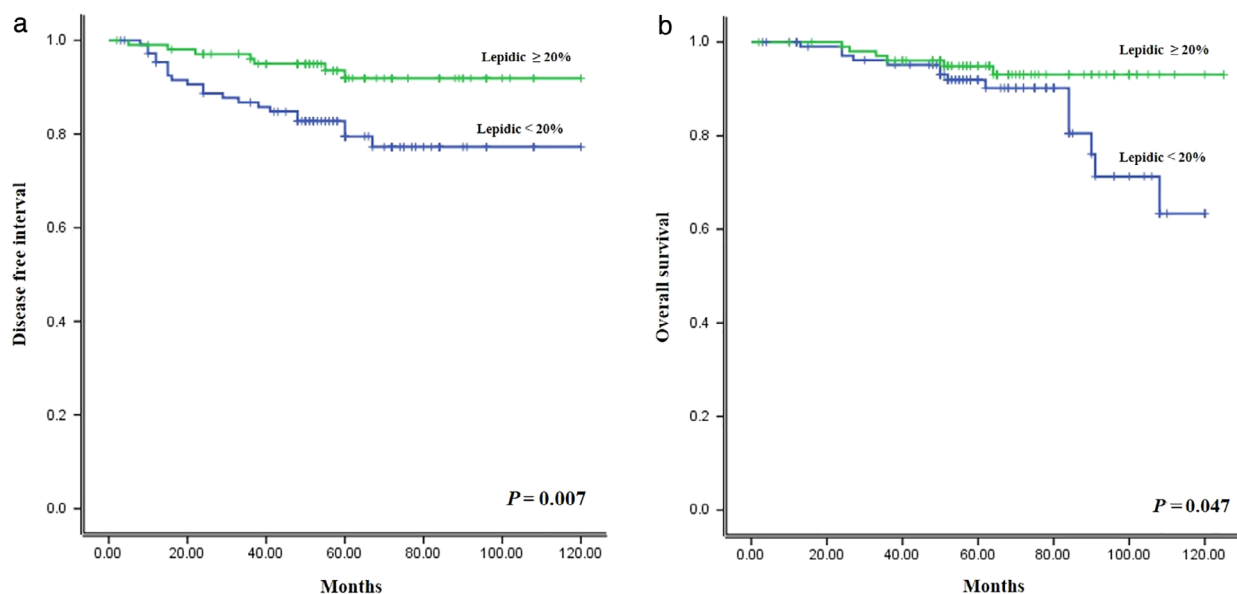 a
1.0
0.8
0.6
0.4
0.2
0.0
Disease free interval
Lepidic ≥ 20%
Lepidic < 20%
P = 0.007
0.00 20.00 40.00 60.00 80.00 100.00 120.00
Months
b
1.0
0.8
0.6
0.4
0.2
0.0
Overall survival
Lepidic ≥ 20%
Lepidic < 20%
P = 0.047
0.00 20.00 40.00 60.00 80.00 100.00 120.00
Months